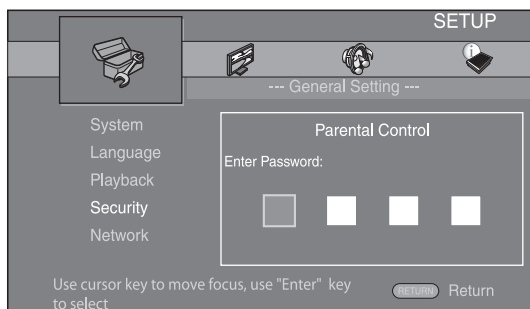 SETUP
--- General Setting ---
System
Language
Playback
Security
Network
Parental Control
Enter Password:
Use cursor key to move focus, use "Enter" key
to select
RETURN Return